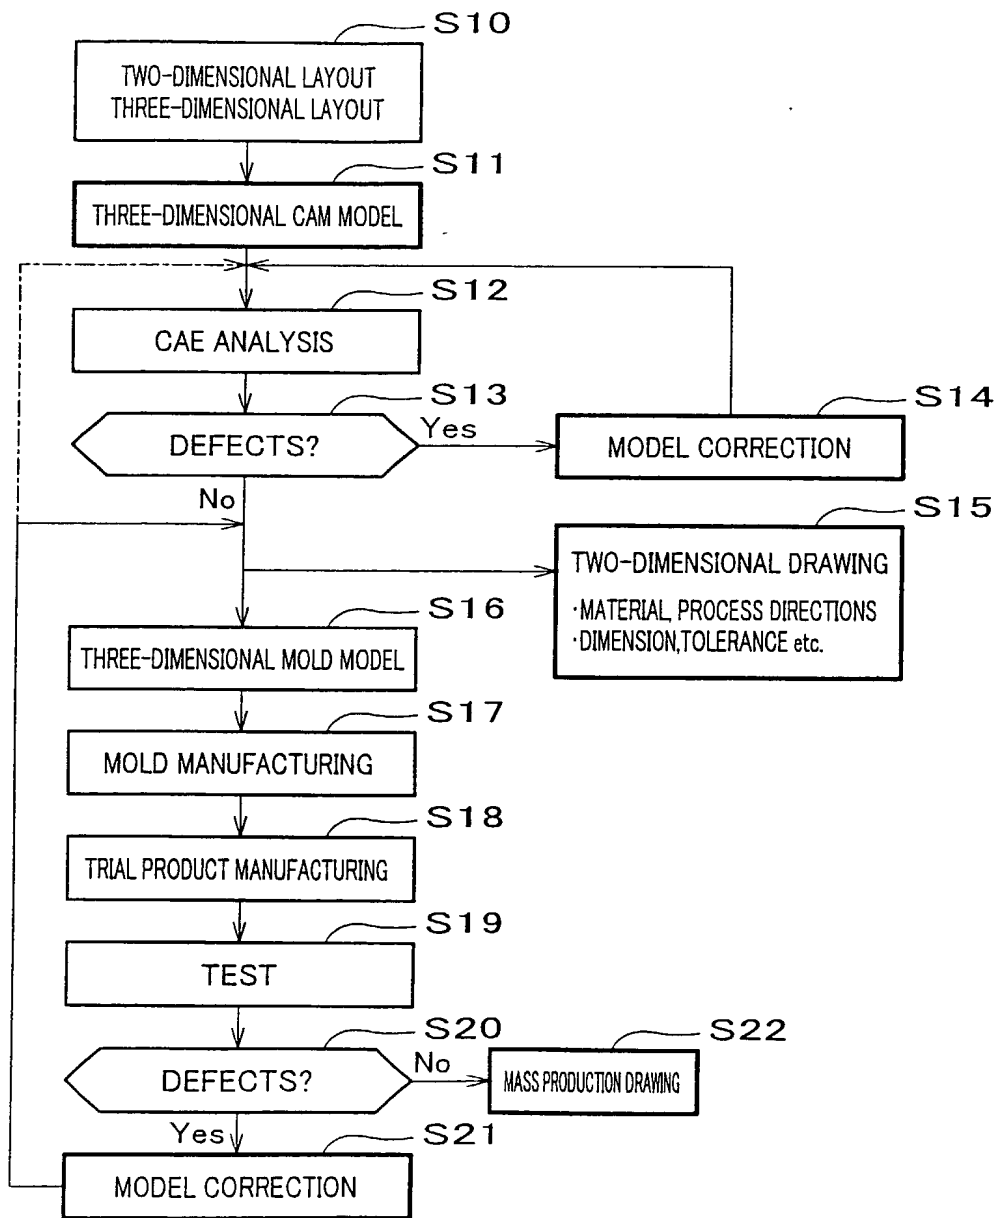 S10
TWO-DIMENSIONAL LAYOUT
THREE-DIMENSIONAL LAYOUT
S11
THREE-DIMENSIONAL CAM MODEL
S12
CAE ANALYSIS
S13
DEFECTS?
Yes
S14
MODEL CORRECTION
No
S15
TWO-DIMENSIONAL DRAWING
·MATERIAL, PROCESS DIRECTIONS
·DIMENSION,TOLERANCE etc.
S16
THREE-DIMENSIONAL MOLD MODEL
S17
MOLD MANUFACTURING
S18
TRIAL PRODUCT MANUFACTURING
S19
TEST
S20
DEFECTS?
No
S22
MASS PRODUCTION DRAWING
Yes
S21
MODEL CORRECTION